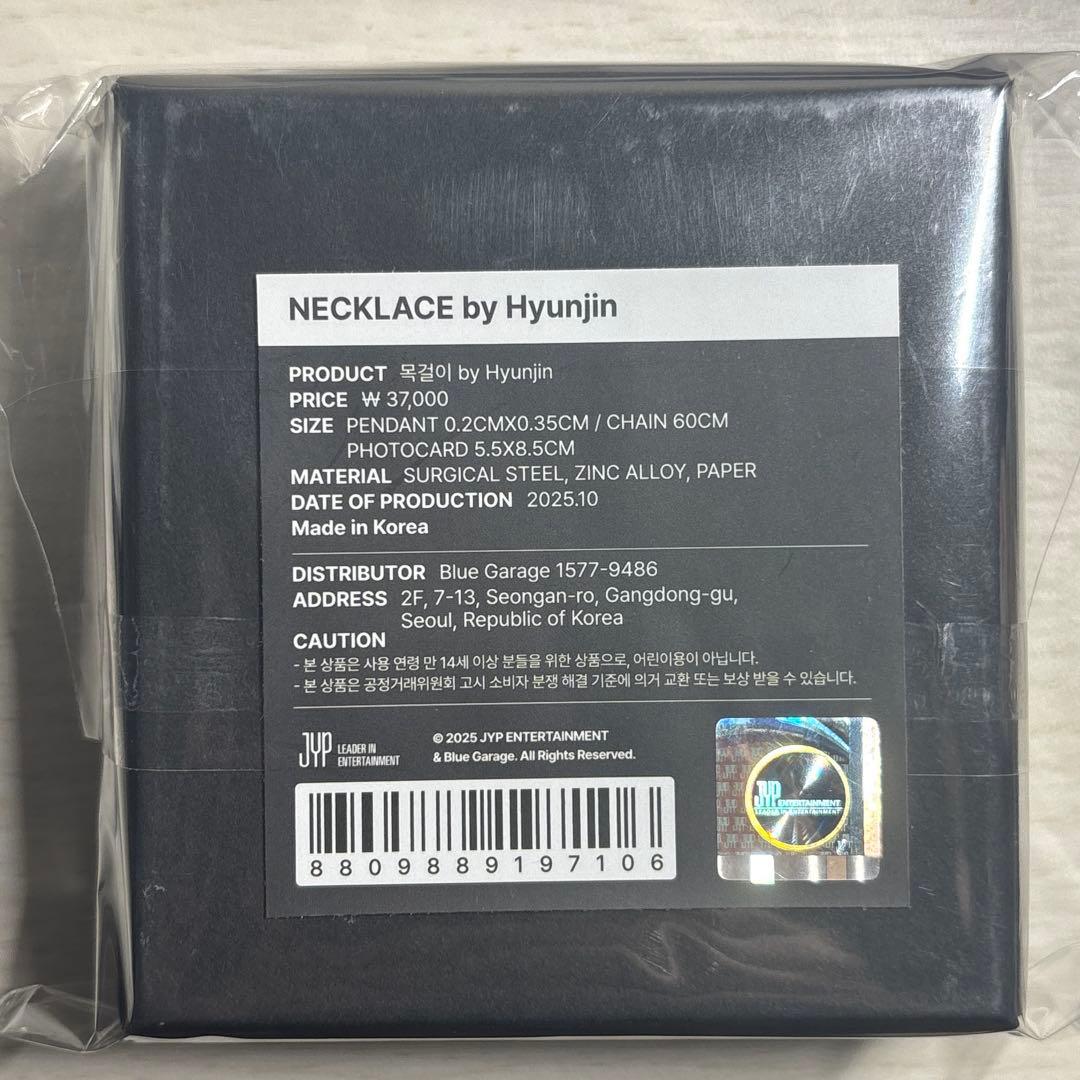 NECKLACE by Hyunjin
PRODUCT 목걸이 by Hyunjin
PRICE ₩ 37,000
SIZE PENDANT 0.2CMX0.35CM / CHAIN 60CM
PHOTOCARD 5.5X8.5CM
MATERIAL SURGICAL STEEL, ZINC ALLOY, PAPER
DATE OF PRODUCTION 2025.10
Made in Korea
DISTRIBUTOR Blue Garage 1577-9486
ADDRESS 2F, 7-13, Seongan-ro, Gangdong-gu,
Seoul, Republic of Korea
CAUTION
- 본 상품은 사용 연령 만 14세 이상 분들을 위한 상품으로, 어린이용이 아닙니다.
- 본 상품은 공정거래위원회 고시 소비자 분쟁 해결 기준에 의거 교환 또는 보상 받을 수 있습니다.
JYP LEADER IN
ENTERTAINMENT
© 2025 JYP ENTERTAINMENT
& Blue Garage. All Rights Reserved.
8809889197106
JYP ENTERTAINMENT
LEADER IN ENTERTAINMENT